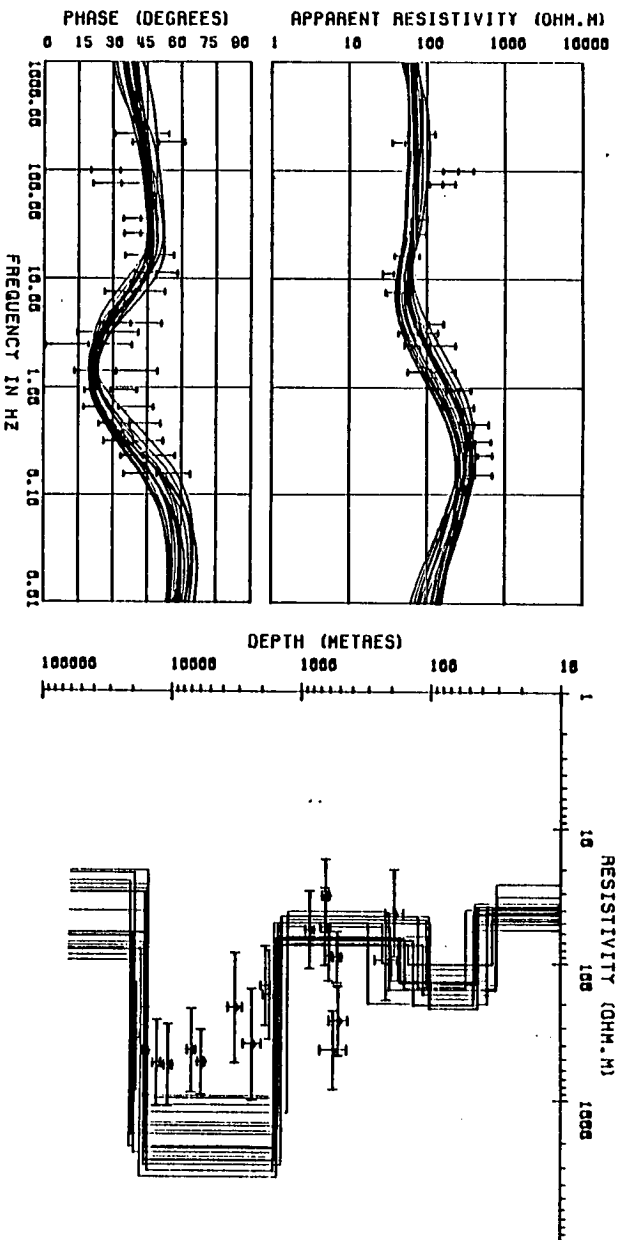 PHASE (DEGREES)
0 15 30 45 60 75 90
APPARENT RESISTIVITY (OHM.M)
1 10 100 1000 10000
1000.00
100.00
10.00
1.00
0.10
0.01
FREQUENCY IN HZ
DEPTH (METRES)
100000 10000 1000 100 10
1
10
100
1000
RESISTIVITY (OHM.M)